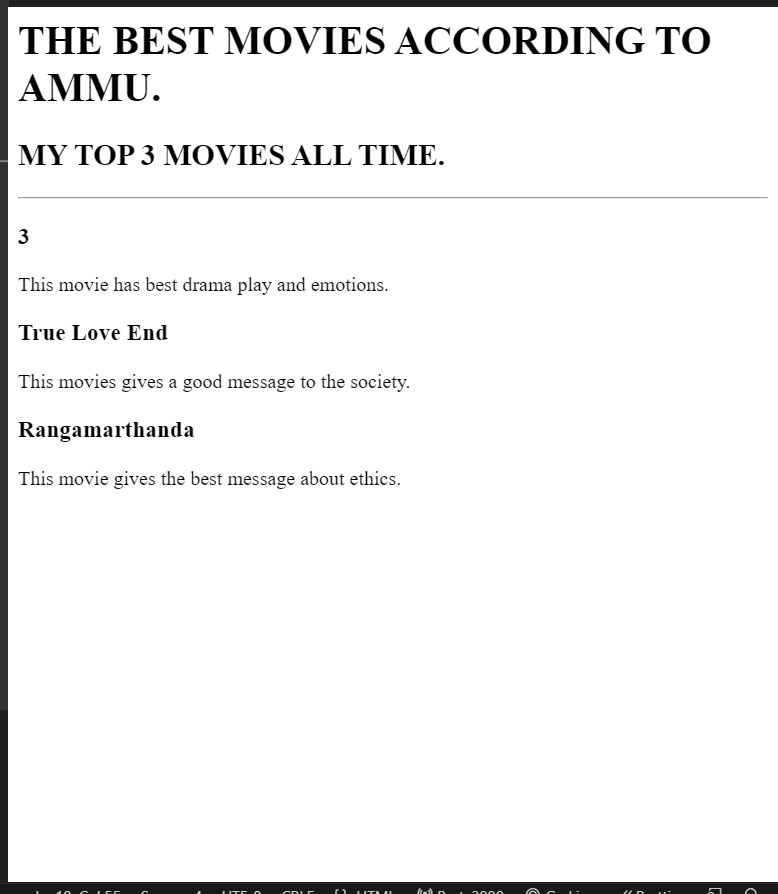 THE BEST MOVIES ACCORDING TO
AMMU.
MY TOP 3 MOVIES ALL TIME.
3
This movie has best drama play and emotions.
True Love End
This movies gives a good message to the society.
Rangamarthanda
This movie gives the best message about ethics.